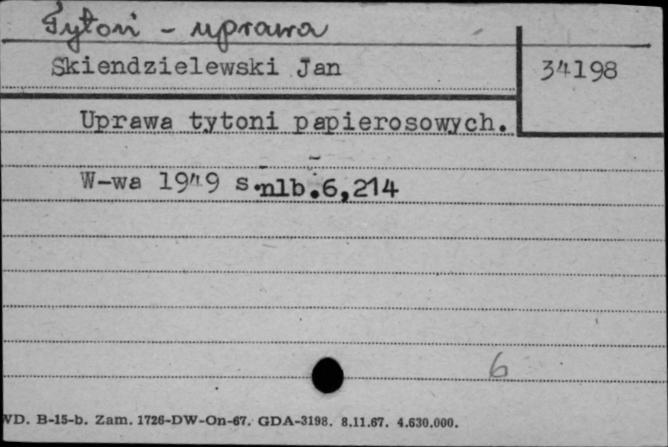 Tytoń - uprawa
Skiendzielewski Jan
34198
Uprawa tytoni papierosowych.
W-wa 1949 s.nlb.6,214
6
WD. B-15-b. Zam. 1726-DW-On-67. GDA-3198. 8.11.67. 4.630.000.